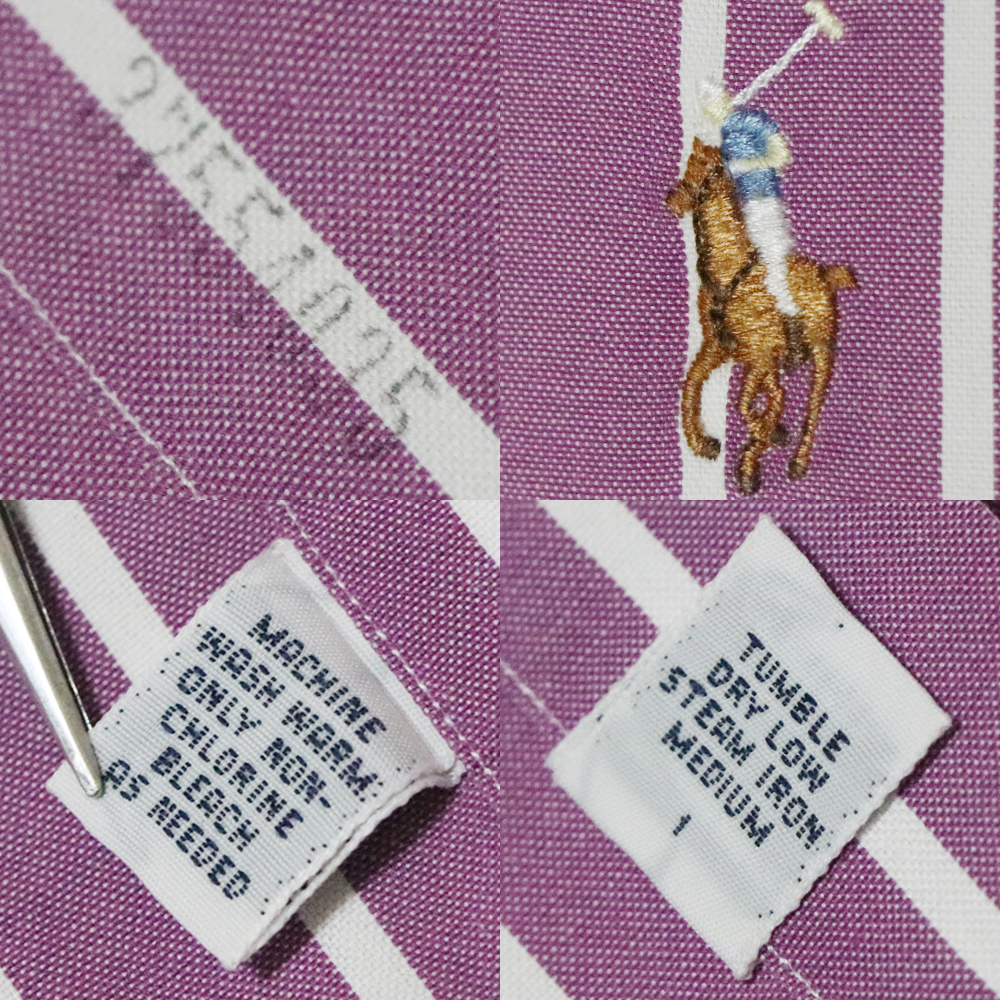 MACHINE
WASH WARM
ONLY NON-
CHLORINE
BLEACH
AS NEEDED
TUMBLE
DRY LOW
STEAM IRON
MEDIUM
1